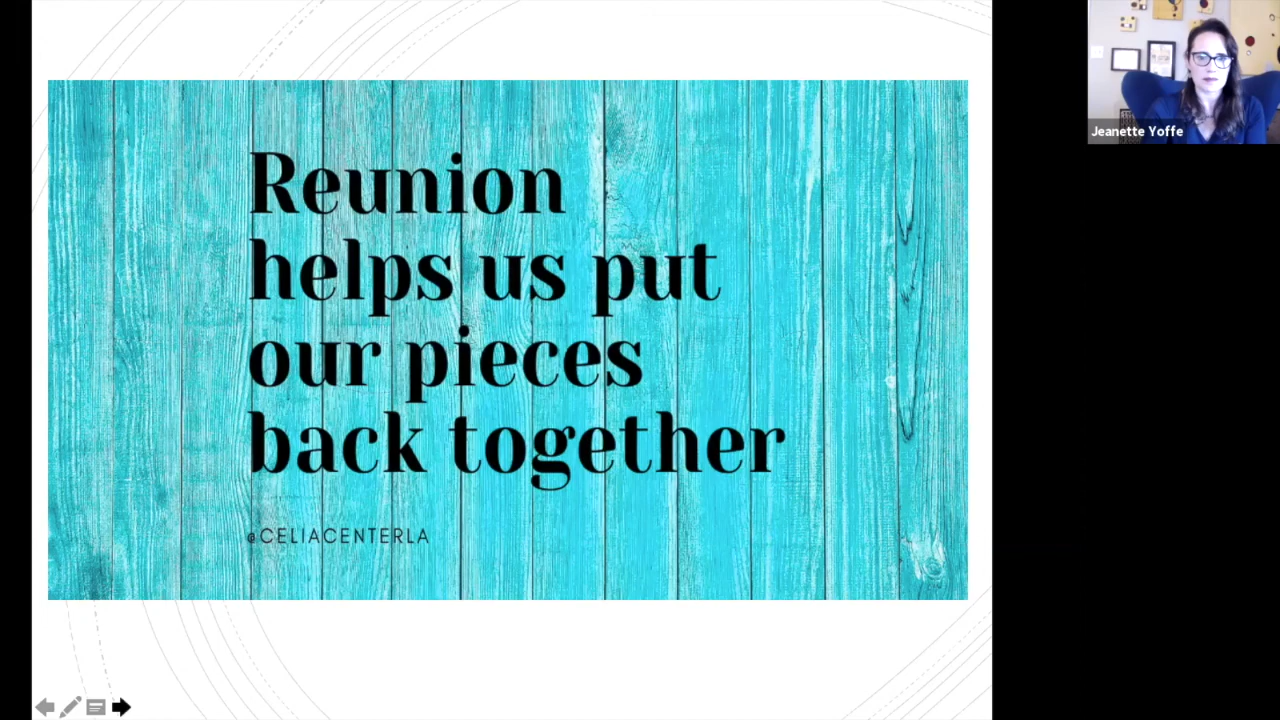 Reunion
helps us put
our pieces
back together
@CELIACENTERLA
Jeanette Yoffe